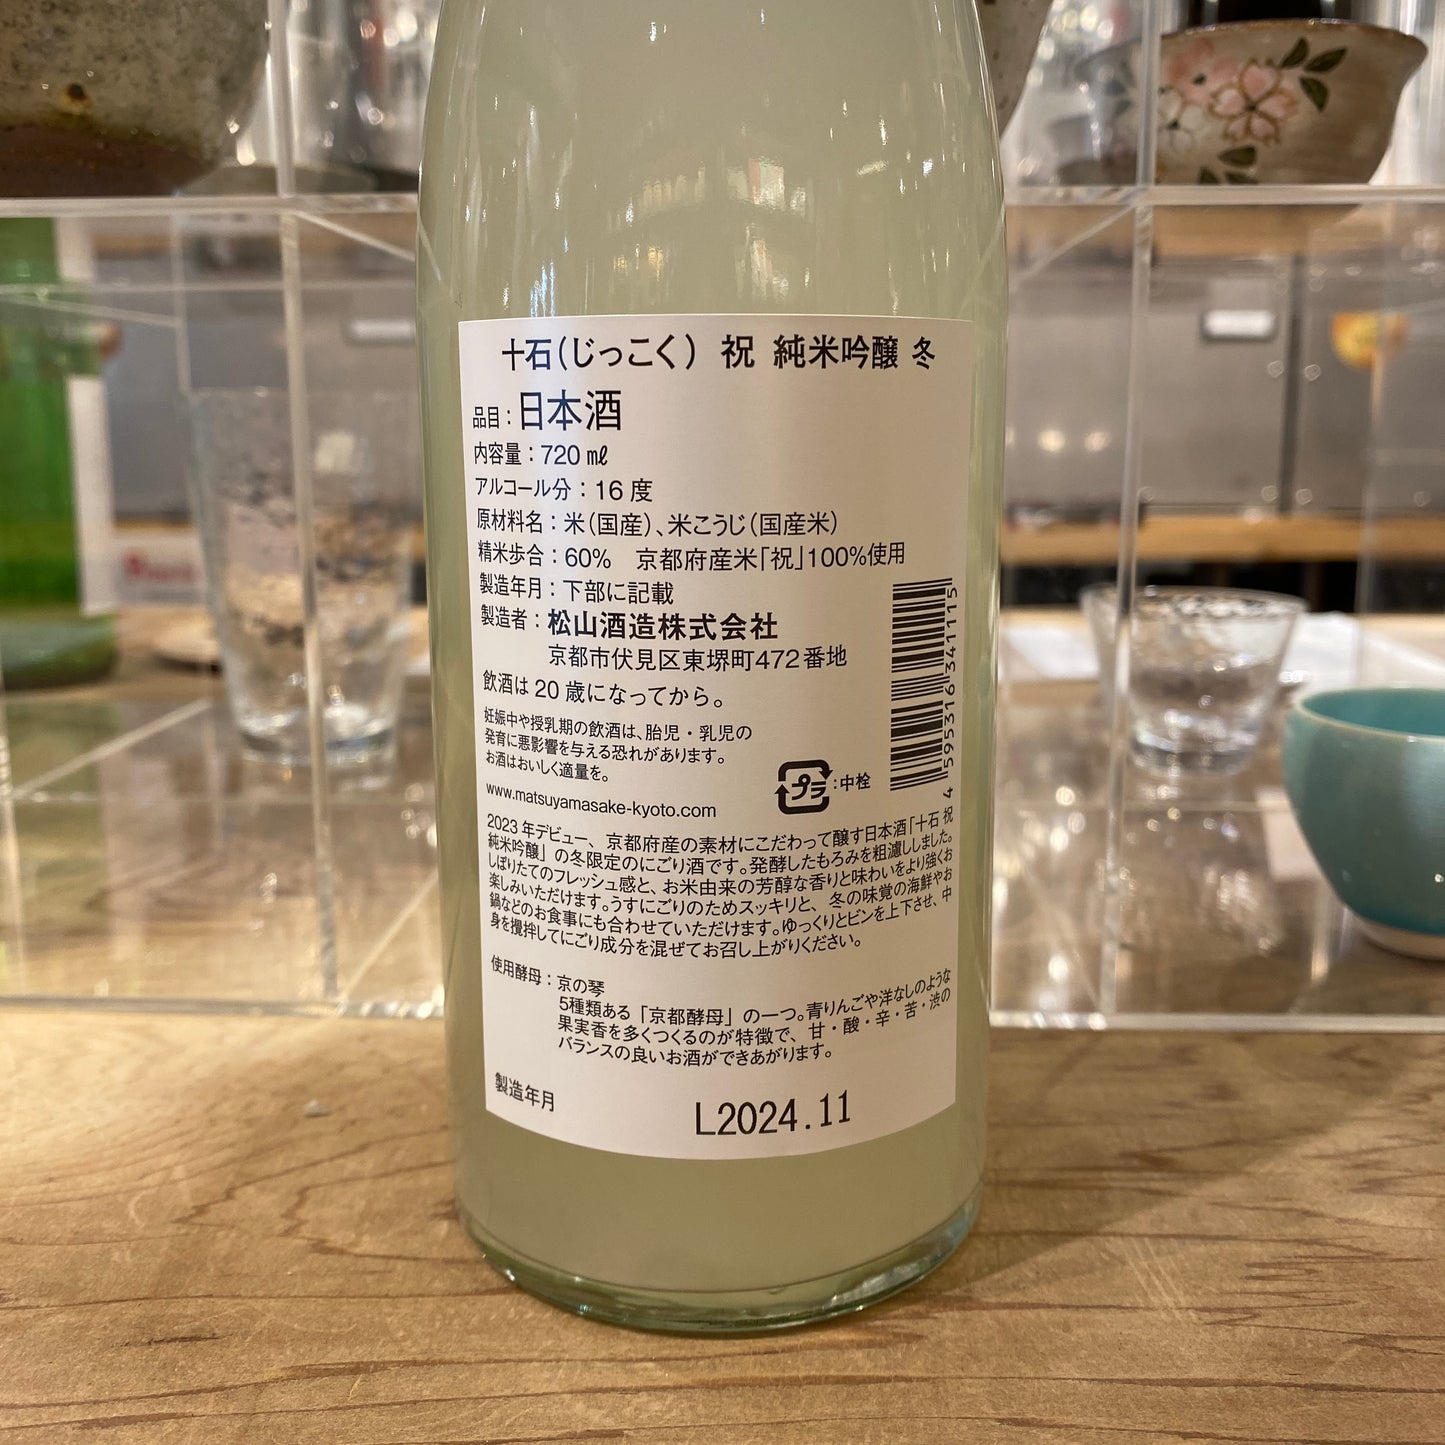 十石(じっこく) 祝 純米吟醸 冬
品目：日本酒
内容量：720㎖
アルコール分：16度
原材料名：米(国産)、米こうじ(国産米)
精米歩合：60% 京都府産米｢祝｣100%使用
製造年月：下部に記載
製造者：松山酒造株式会社
京都市伏見区東堺町472番地
飲酒は20歳になってから。
妊娠中や授乳期の飲酒は、胎児・乳児の
発育に悪影響を与える恐れがあります。
お酒はおいしく適量を。
プラ:中栓
4595316341115
www.matsuyamasake-kyoto.com
2023年デビュー、京都府産の素材にこだわって醸す日本酒｢十石 祝
純米吟醸｣の冬限定のにごり酒です。発酵したもろみを粗濾ししました。
しぼりたてのフレッシュ感と、お米由来の芳醇な香りと味わいをより強くお
楽しみいただけます。うすにごりのためスッキリと、冬の味覚の海鮮やお
鍋などのお食事にも合わせていただけます。ゆっくりとビンを上下させ、中
身を攪拌してにごり成分を混ぜてお召し上がりください。
使用酵母：京の琴
5種類ある｢京都酵母｣の一つ。青りんごや洋なしのような
果実香を多くつくるのが特徴で、甘・酸・辛・苦・渋の
バランスの良いお酒ができあがります。
製造年月
L2024.11